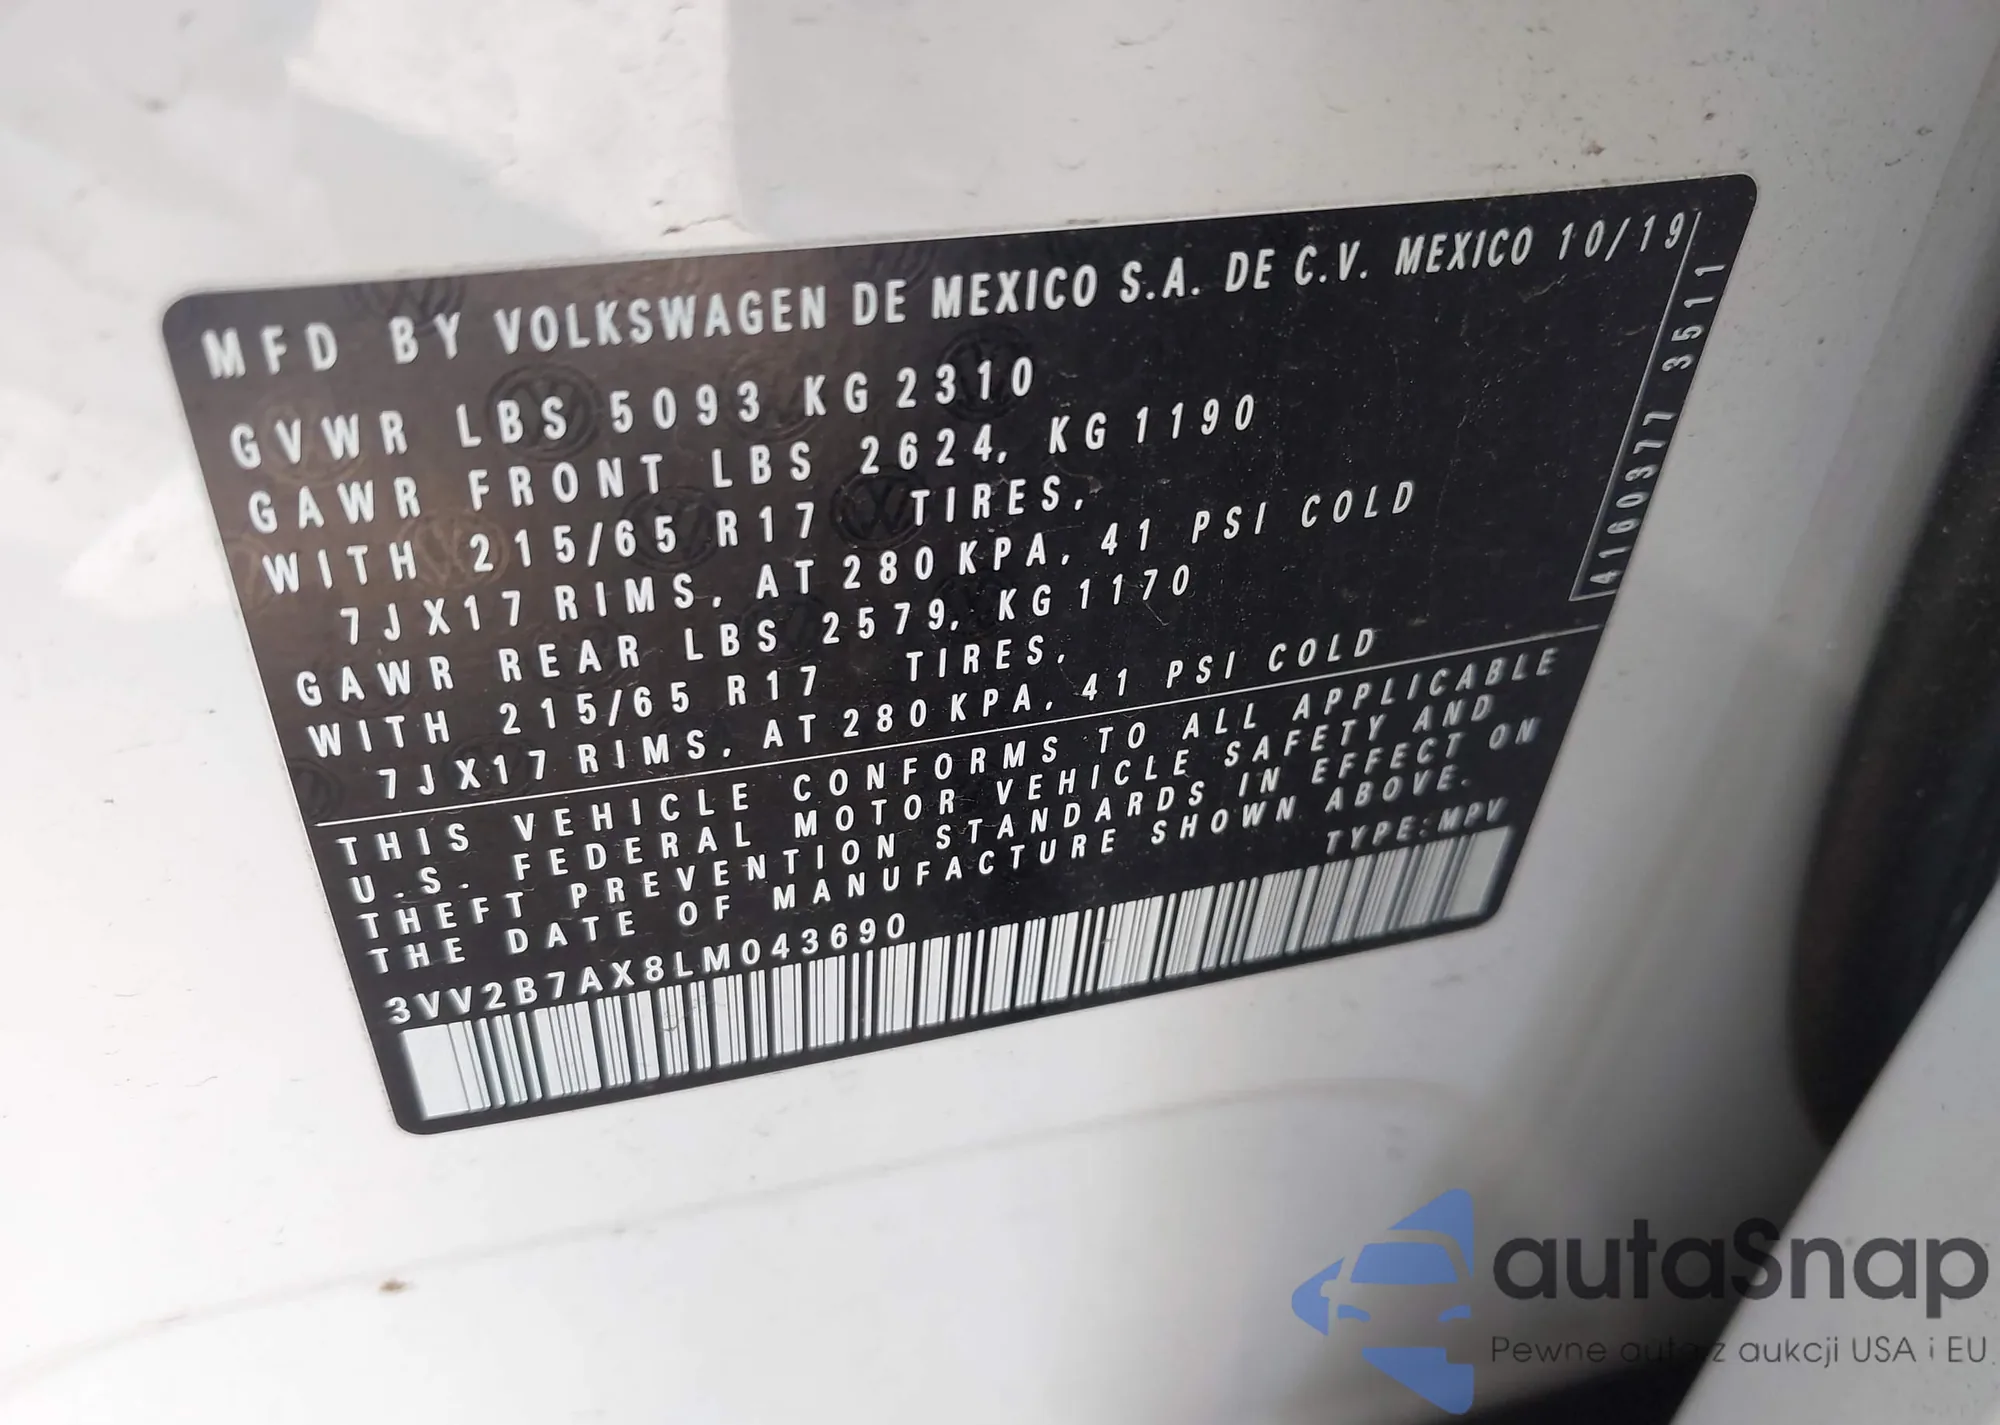 MFD BY VOLKSWAGEN DE MEXICO S.A. DE C.V. MEXICO 10/19
GVWR LBS 5093 KG 2310
GAWR FRONT LBS 2624, KG 1190
WITH 215/65 R17 TIRES,
7JX17 RIMS, AT 280 KPA, 41 PSI COLD
GAWR REAR LBS 2579, KG 1170
WITH 215/65 R17 TIRES,
7JX17 RIMS, AT 280 KPA, 41 PSI COLD
4160377 3511
THIS VEHICLE CONFORMS TO ALL APPLICABLE
U.S. FEDERAL MOTOR VEHICLE SAFETY AND
THEFT PREVENTION STANDARDS IN EFFECT ON
THE DATE OF MANUFACTURE SHOWN ABOVE.
TYPE: MPV
3VV2B7AX8LM043690
autaSnap
Pewne auta z aukcji USA i EU